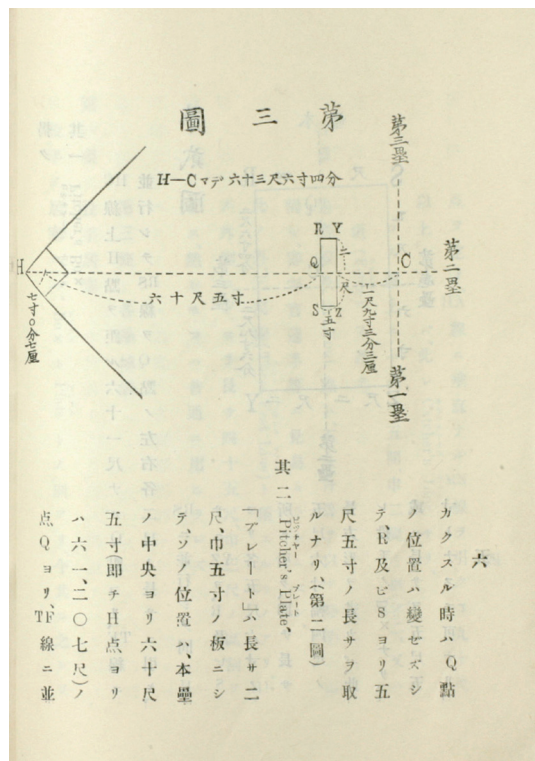 六
第三圖
第三壘
第二壘
第一壘
H—Cマデ六十三尺六寸四分
H
R
Y
Q
C
S
Z
二尺
五寸
一尺九寸三分三厘
六十尺五寸
七寸〇分七厘
カクスル時ハQ點
ノ位置ハ變ゼズシ
テR及ビSヨリ五
尺五寸ノ長サヲ取
ルナリ、(第二圖)
其二、Pitcher's Plate、
ピッチャー プレート
「プレート」ハ長サ二
尺、巾五寸ノ板ニシ
テ、ソノ位置ハ本壘
ノ中央ヨリ六十尺
五寸(卽チH点ヨリ
ハ六一、二〇七尺)ノ
点Qヨリ、TF線ニ並